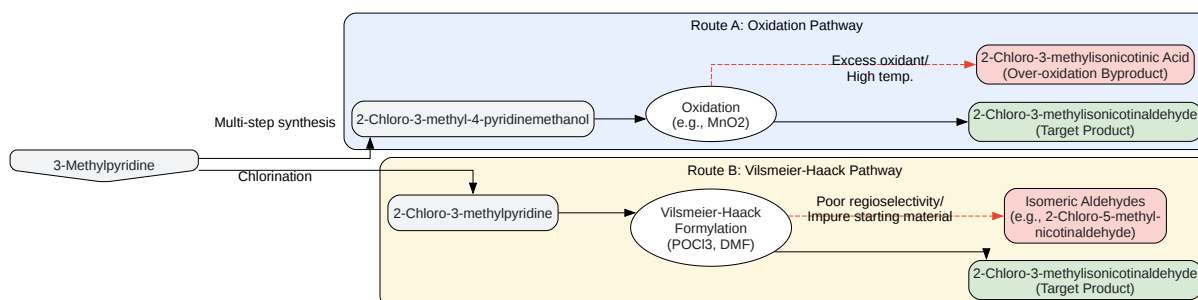 Route A: Oxidation Pathway
Excess oxidant/
High temp.
2-Chloro-3-methylisonicotinic Acid
(Over-oxidation Byproduct)
Multi-step synthesis
2-Chloro-3-methyl-4-pyridinemethanol
Oxidation
(e.g., MnO2)
2-Chloro-3-methylisonicotinaldehyde
(Target Product)
3-Methylpyridine
Chlorination
Route B: Vilsmeier-Haack Pathway
2-Chloro-3-methylpyridine
Vilsmeier-Haack
Formylation
(POCl3, DMF)
Poor regioselectivity/
Impure starting material
Isomeric Aldehydes
(e.g., 2-Chloro-5-methyl-
nicotinaldehyde)
2-Chloro-3-methylisonicotinaldehyde
(Target Product)